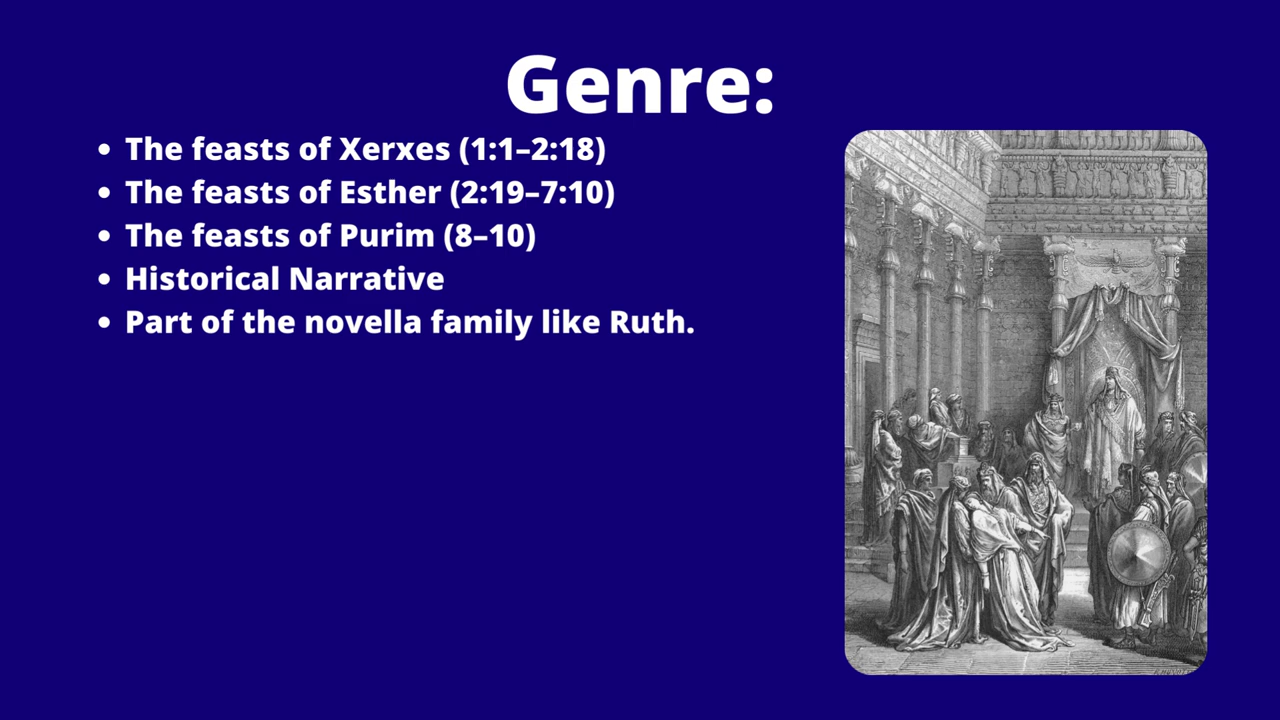 Genre:
• The feasts of Xerxes (1:1–2:18)
• The feasts of Esther (2:19–7:10)
• The feasts of Purim (8–10)
• Historical Narrative
• Part of the novella family like Ruth.